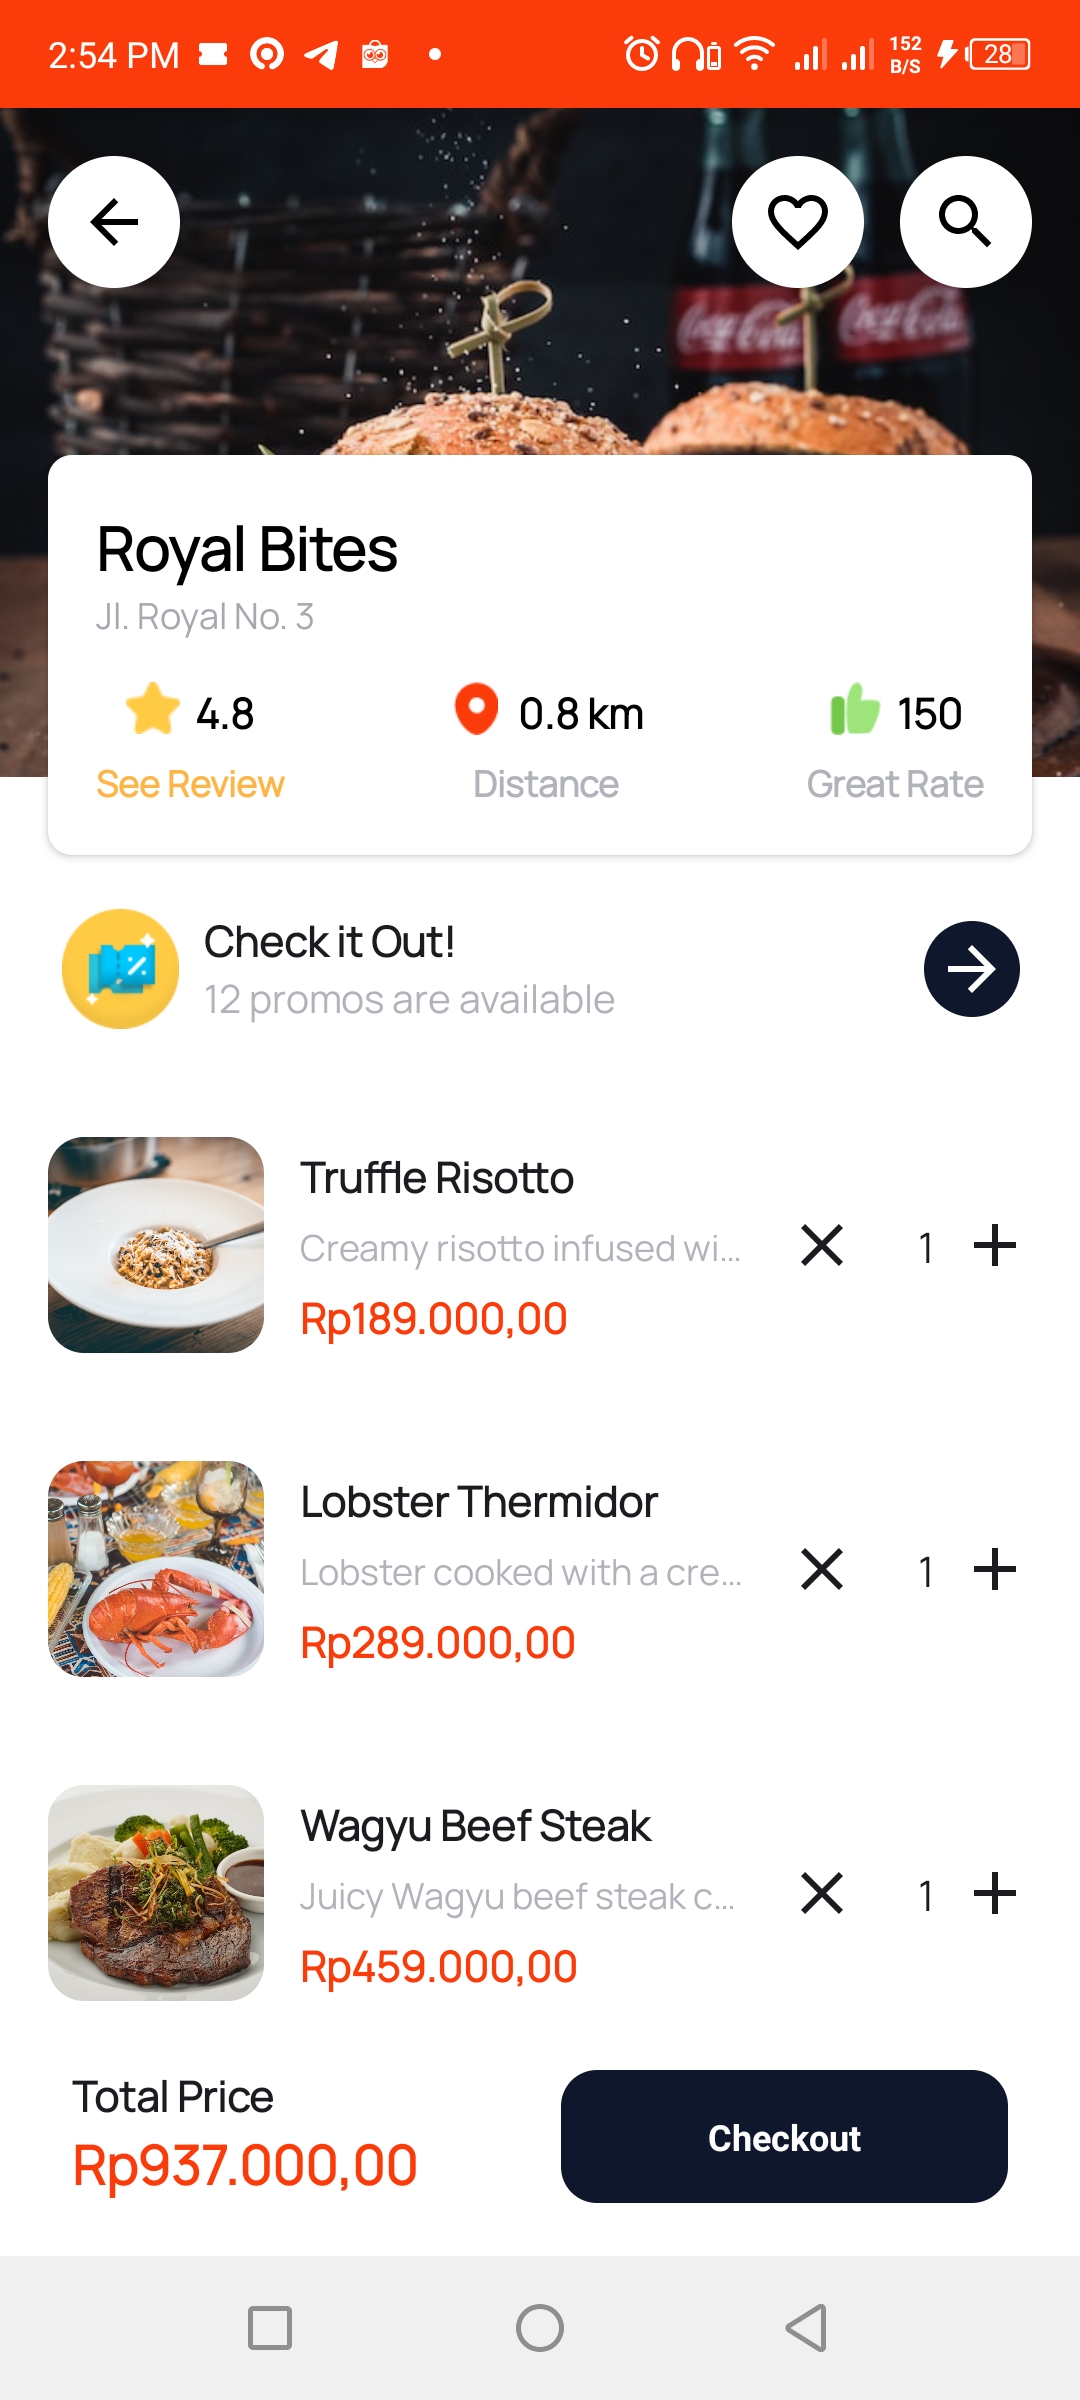 2:54 PM
152
B/S
28
Coca-Cola
Coca-Cola
Royal Bites
Jl. Royal No. 3
4.8
0.8 km
150
See Review
Distance
Great Rate
Check it Out!
12 promos are available
Truffle Risotto
Creamy risotto infused wi...
1
Rp189.000,00
Lobster Thermidor
Lobster cooked with a cre...
1
Rp289.000,00
Wagyu Beef Steak
Juicy Wagyu beef steak c...
1
Rp459.000,00
Total Price
Rp937.000,00
Checkout